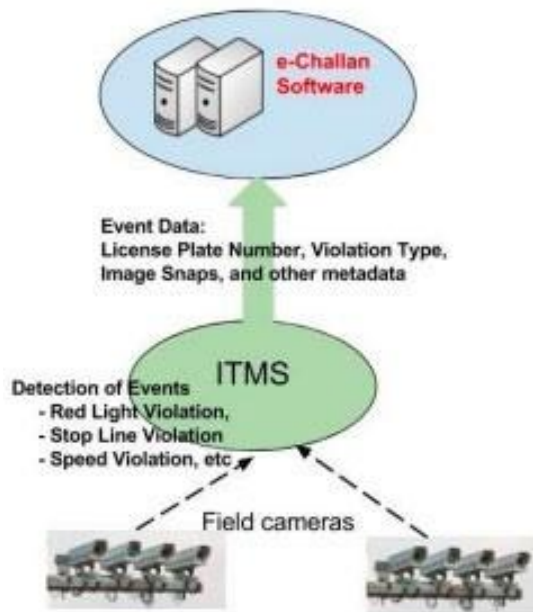 e-Challan
Software
Event Data:
License Plate Number, Violation Type,
Image Snaps, and other metadata
ITMS
Detection of Events
- Red Light Violation,
- Stop Line Violation
- Speed Violation, etc
Field cameras